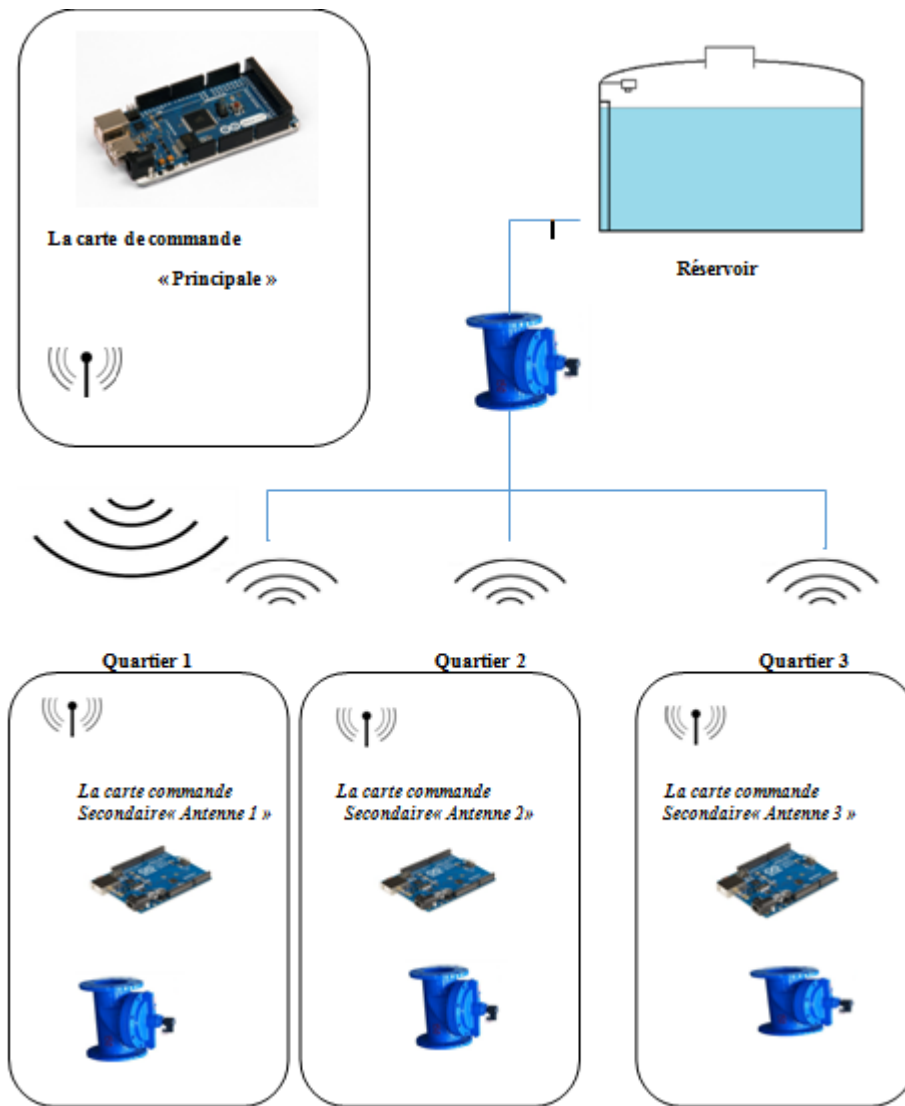 La carte de commande
« Principale »
Réservoir
Quartier 1
Quartier 2
Quartier 3
La carte commande
Secondaire« Antenne 1 »
La carte commande
Secondaire« Antenne 2»
La carte commande
Secondaire« Antenne 3 »